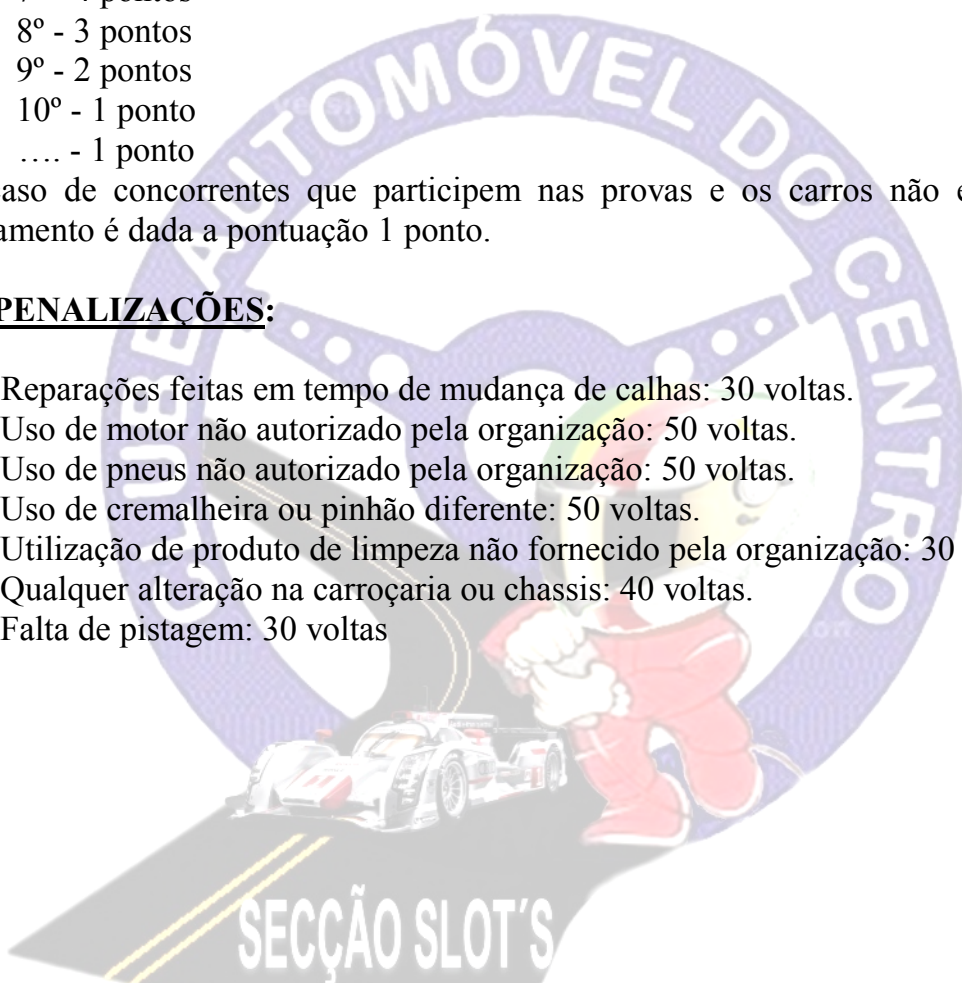 8º - 3 pontos
9º - 2 pontos
10º - 1 ponto
…. - 1 ponto
de concorrentes que participem nas provas e os carros não
é dada a pontuação 1 ponto.
PENALIZAÇÕES:
Reparações feitas em tempo de mudança de calhas: 30 voltas.
Uso de motor não autorizado pela organização: 50 voltas.
Uso de pneus não autorizado pela organização: 50 voltas.
Uso de cremalheira ou pinhão diferente: 50 voltas.
Utilização de produto de limpeza não fornecido pela organização: 30
Qualquer alteração na carroçaria ou chassis: 40 voltas.
Falta de pistagem: 30 voltas
CLUBE AUTOMÓVEL DO CENTRO
SECÇÃO SLOT´S